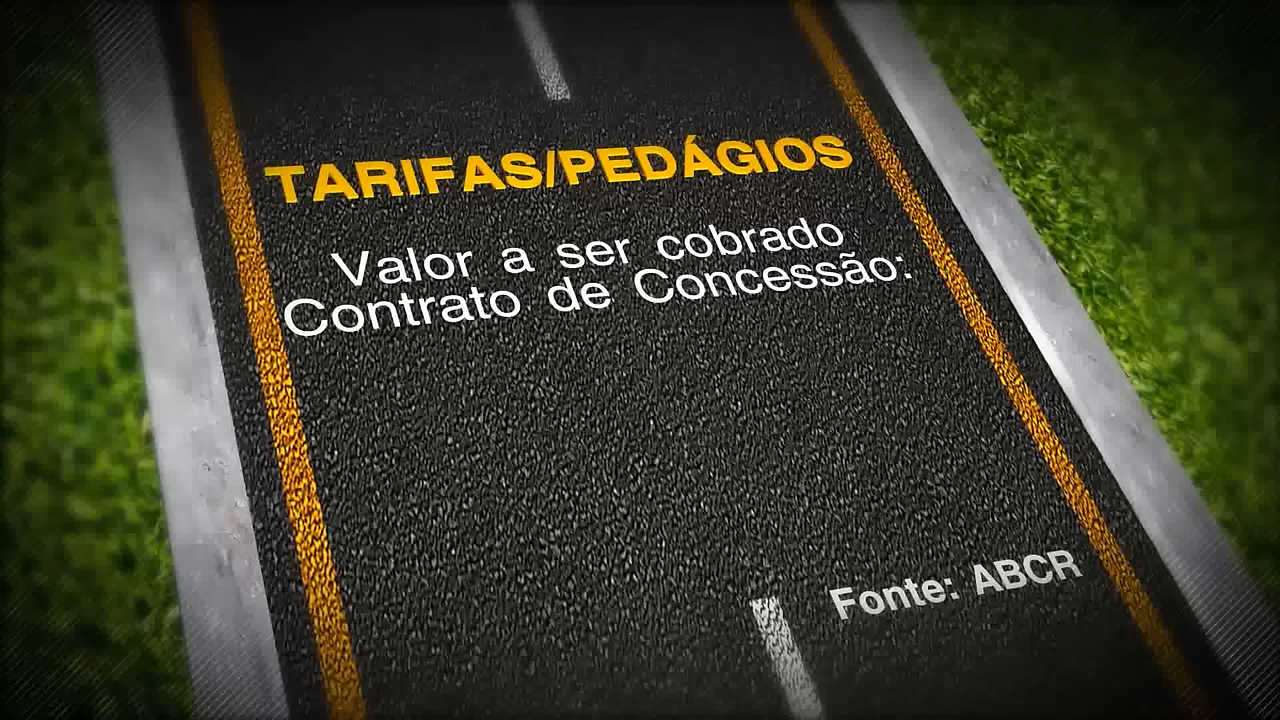 TARIFAS/PEDÁGIOS
Valor a ser cobrado
Contrato de Concessão:
Fonte: ABCR